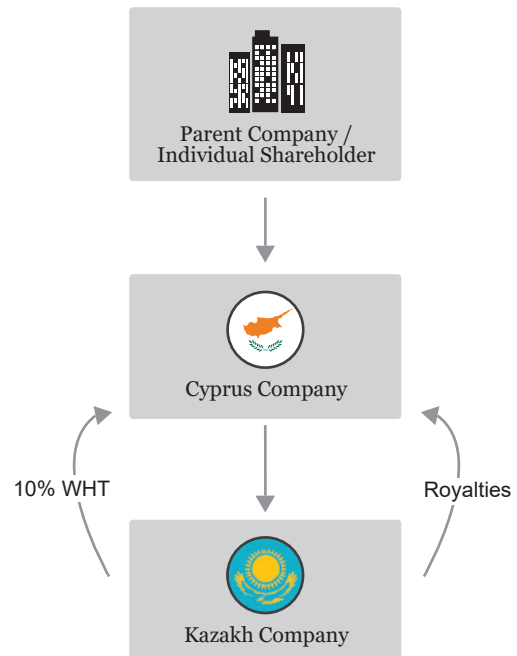 Parent Company /
Individual Shareholder
Cyprus Company
10% WHT
Royalties
Kazakh Company